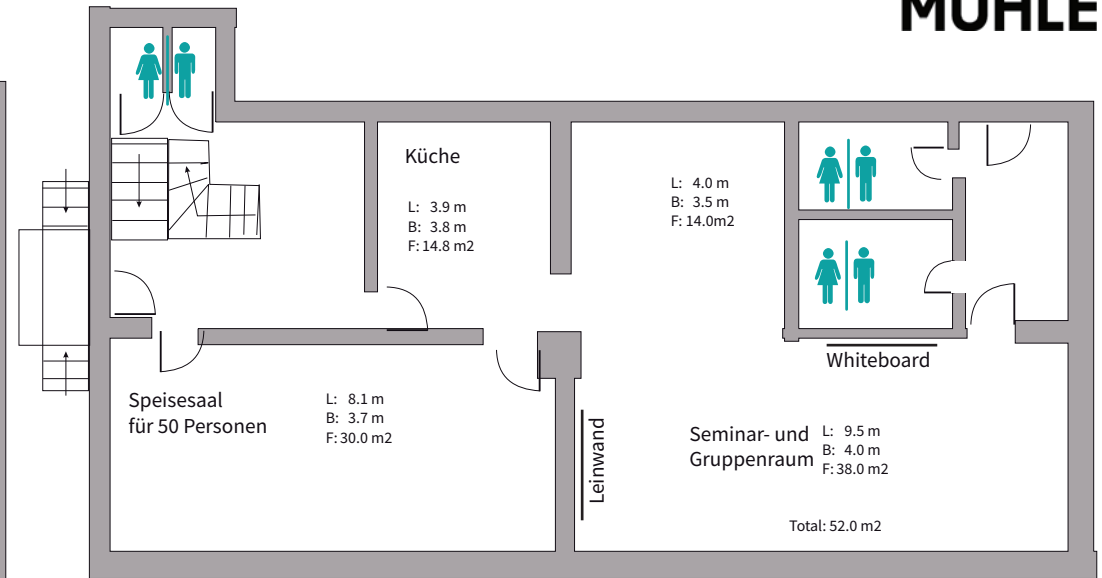 MÜHLE
Küche
L: 3.9 m
B: 3.8 m
F: 14.8 m2
L: 4.0 m
B: 3.5 m
F: 14.0m2
Whiteboard
Speisesaal
für 50 Personen
L: 8.1 m
B: 3.7 m
F: 30.0 m2
Leinwand
Seminar- und
Gruppenraum
L: 9.5 m
B: 4.0 m
F: 38.0 m2
Total: 52.0 m2